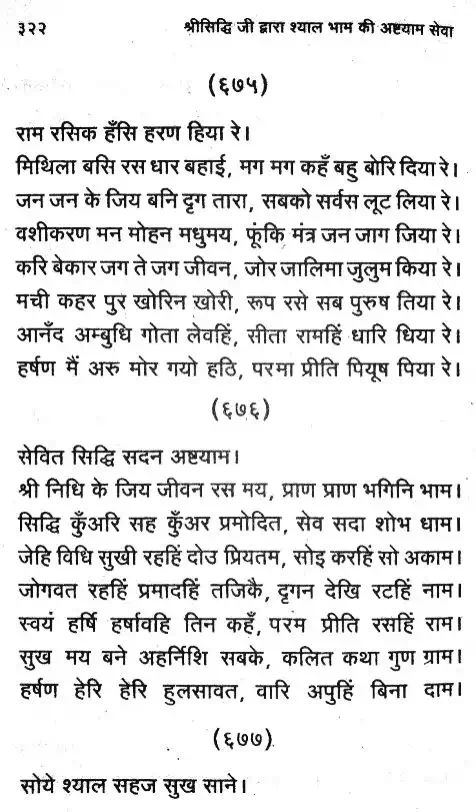 ३२२ श्रीसिद्धि जी द्वारा श्याल भाम की अष्टयाम सेवा
(६७५)
राम रसिक हँसि हरण हिया रे।
मिथिला बसि रस धार बहाई, मग मग कहँ बहु बोरि दिया रे।
जन जन के जिय बनि दृग तारा, सबको सर्वस लूट लिया रे।
वशीकरण मन मोहन मधुमय, फूंकि मंत्र जन जाग जिया रे।
करि बेकार जग ते जग जीवन, जोर जालिमा जुलुम किया रे।
मची कहर पुर खोरिन खोरी, रूप रसे सब पुरुष तिया रे।
आनँद अम्बुधि गोता लेवहिं, सीता रामहिं धारि धिया रे।
हर्षण मैं अरु मोर गयो हठि, परमा प्रीति पियूष पिया रे।
(६७६)
सेवित सिद्धि सदन अष्टयाम।
श्री निधि के जिय जीवन रस मय, प्राण प्राण भगिनि भाम।
सिद्धि कुँअरि सह कुँअर प्रमोदित, सेव सदा शोभ धाम।
जेहि विधि सुखी रहहिं दोउ प्रियतम, सोइ करहिं सो अकाम।
जोगवत रहहिं प्रमादहिं तजिकै, दृगन देखि रटहिं नाम।
स्वयं हर्षि हर्षावहि तिन कहँ, परम प्रीति रसहिं राम।
सुख मय बने अहर्निशि सबके, कलित कथा गुण ग्राम।
हर्षण हेरि हेरि हुलसावत, वारि अपुहिं बिना दाम।
(६७७)
सोये श्याल सहज सुख साने।